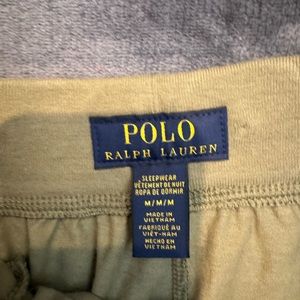 POLO
RALPH LAUREN
SLEEPWEAR
VÊTEMENT DE NUIT
ROPA DE DORMIR
M/M/M
MADE IN
VIETNAM
FABRIQUÉ AU
VIÊT-NAM
HECHO EN
VIETNAM